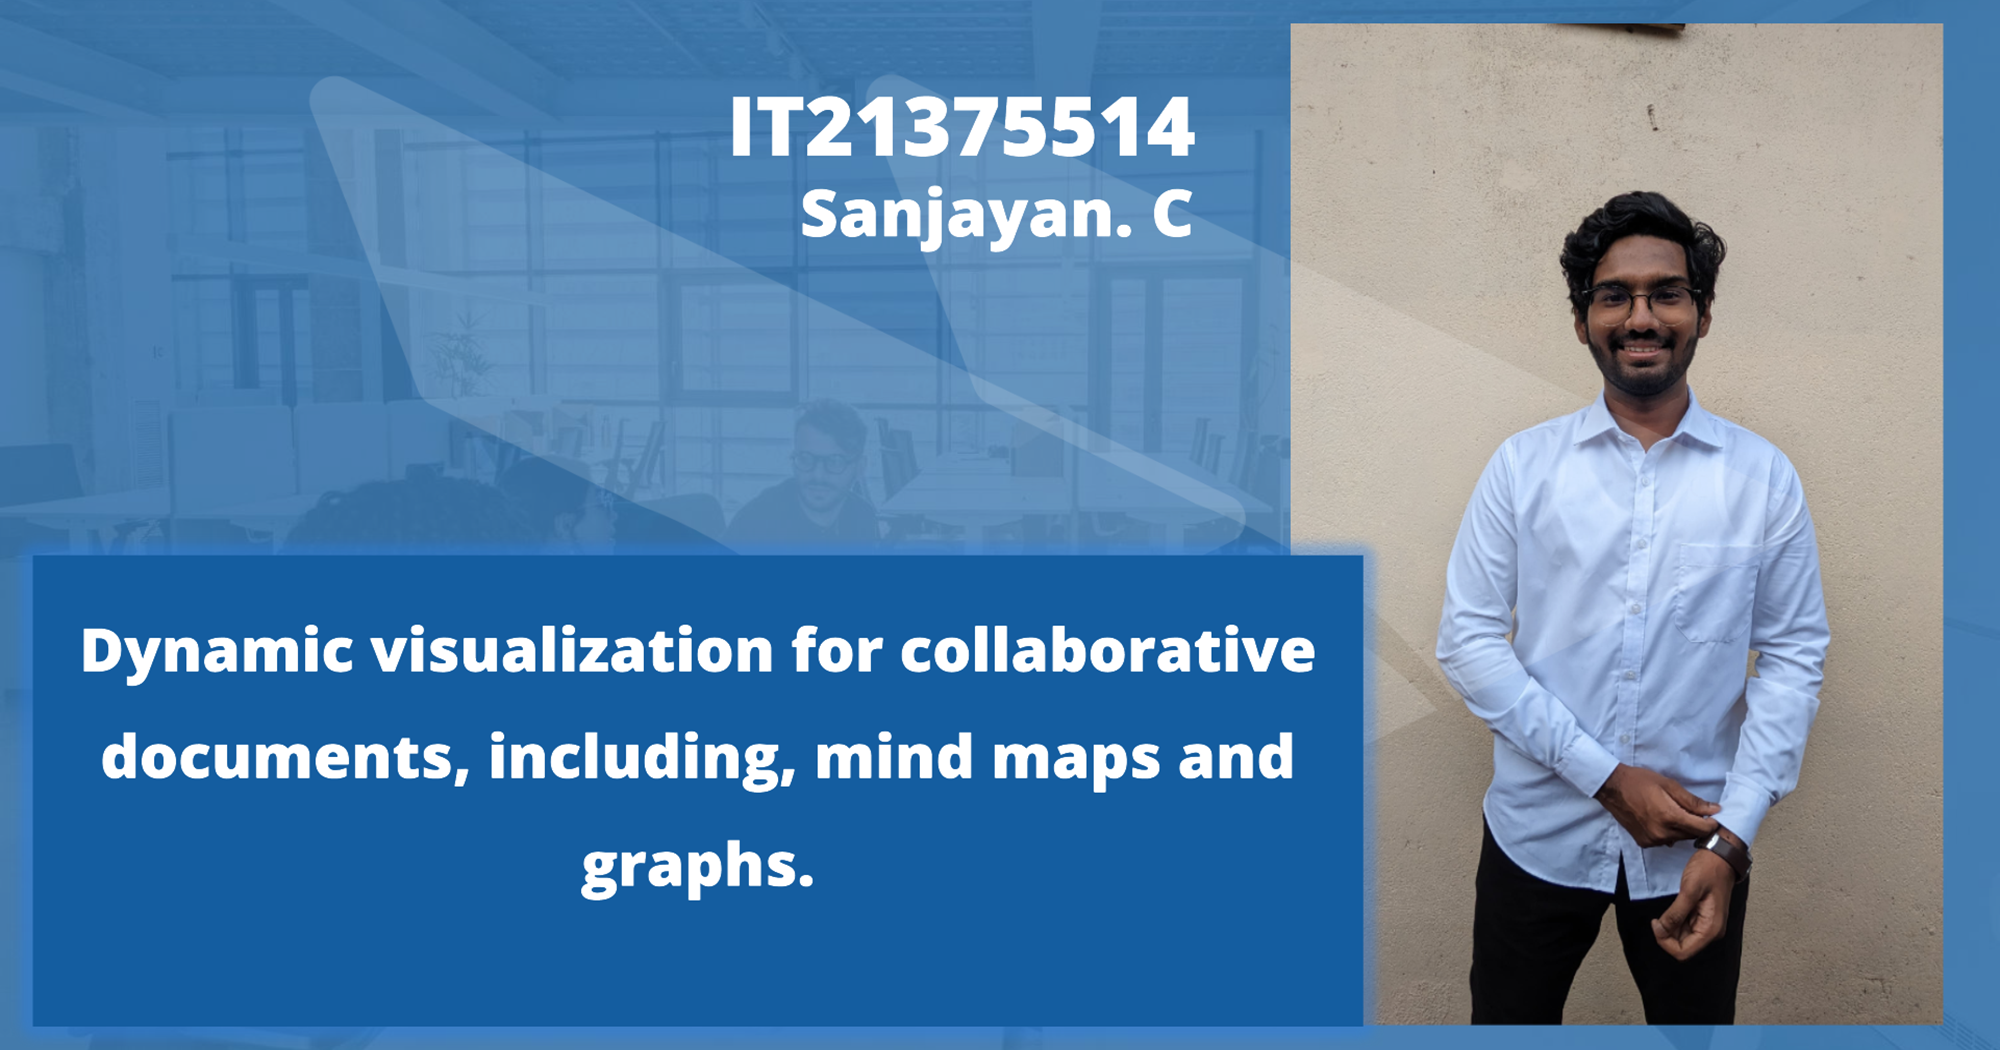 IT21375514
Sanjayan. C
Dynamic visualization for collaborative
documents, including, mind maps and
graphs.